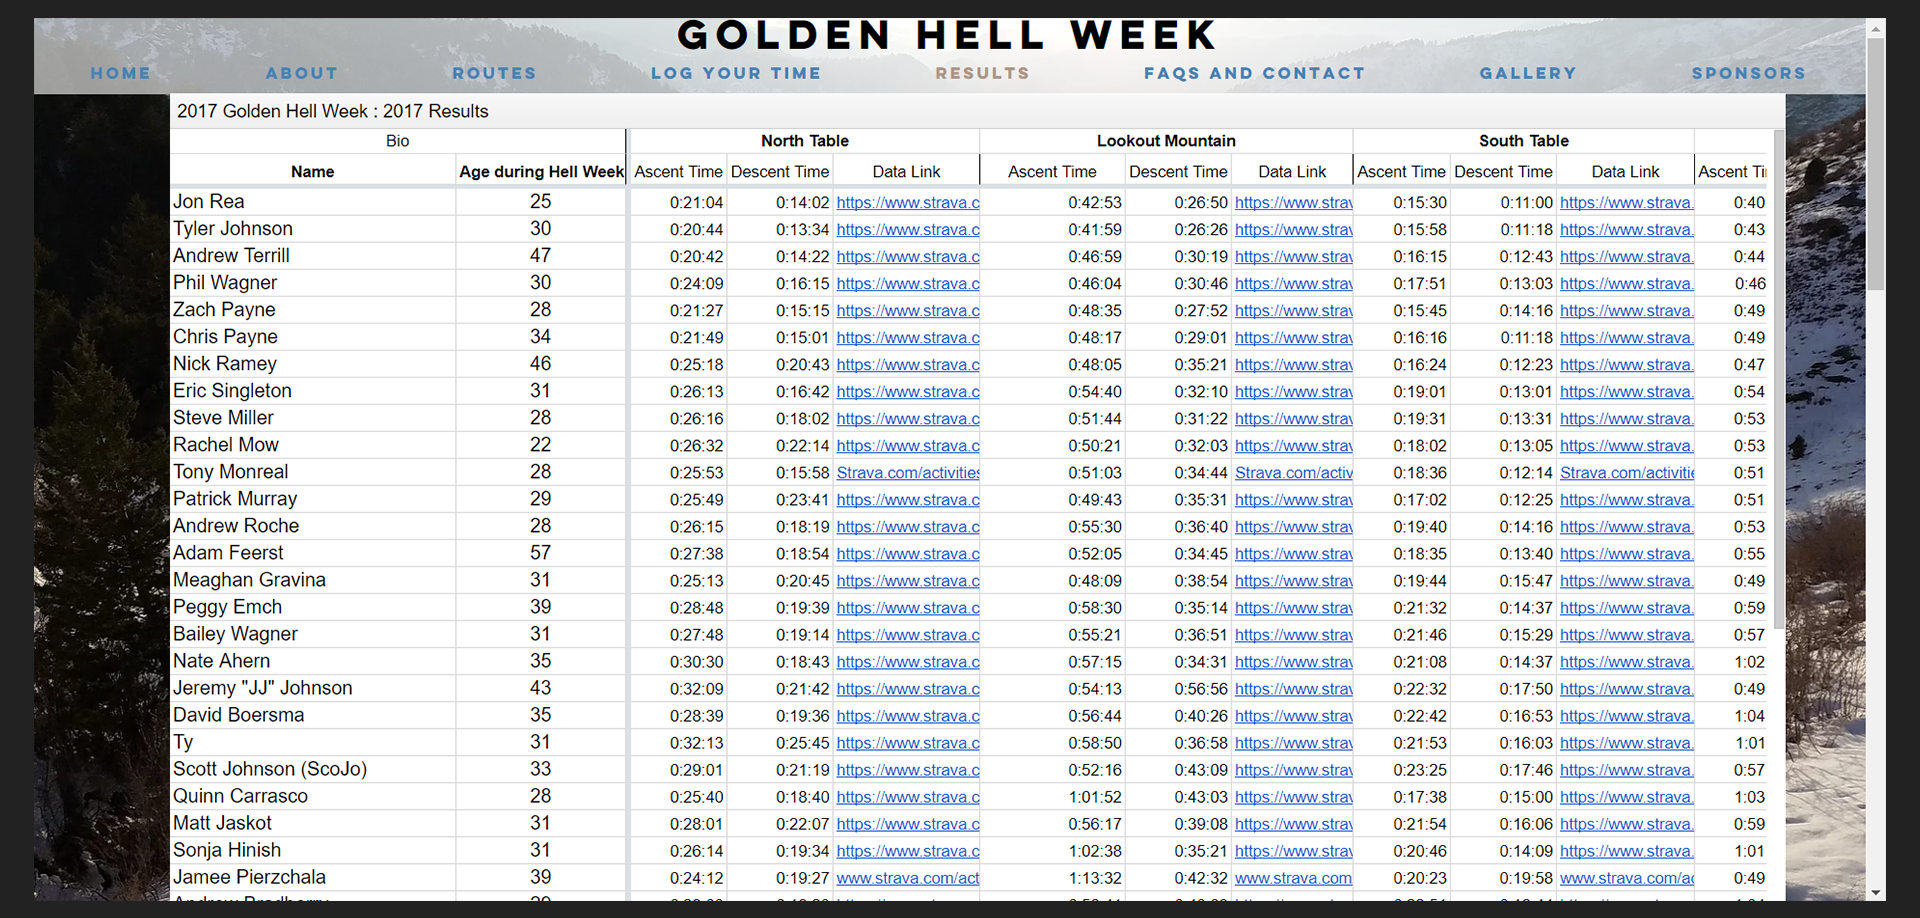 GOLDEN HELL WEEK
HOME ABOUT ROUTES LOG YOUR TIME RESULTS FAQS AND CONTACT GALLERY SPONSORS
2017 Golden Hell Week : 2017 Results
Bio North Table Lookout Mountain South Table
Name Age during Hell Week Ascent Time Descent Time Data Link Ascent Time Descent Time Data Link Ascent Time Descent Time Data Link Ascent Ti
Jon Rea 25 0:21:04 0:14:02 https://www.strava.c 0:42:53 0:26:50 https://www.strav 0:15:30 0:11:00 https://www.strava. 0:40
Tyler Johnson 30 0:20:44 0:13:34 https://www.strava.c 0:41:59 0:26:26 https://www.strav 0:15:58 0:11:18 https://www.strava. 0:43
Andrew Terrill 47 0:20:42 0:14:22 https://www.strava.c 0:46:59 0:30:19 https://www.strav 0:16:15 0:12:43 https://www.strava. 0:44
Phil Wagner 30 0:24:09 0:16:15 https://www.strava.c 0:46:04 0:30:46 https://www.strav 0:17:51 0:13:03 https://www.strava. 0:46
Zach Payne 28 0:21:27 0:15:15 https://www.strava.c 0:48:35 0:27:52 https://www.strav 0:15:45 0:14:16 https://www.strava. 0:49
Chris Payne 34 0:21:49 0:15:01 https://www.strava.c 0:48:17 0:29:01 https://www.strav 0:16:16 0:11:18 https://www.strava. 0:49
Nick Ramey 46 0:25:18 0:20:43 https://www.strava.c 0:48:05 0:35:21 https://www.strav 0:16:24 0:12:23 https://www.strava. 0:47
Eric Singleton 31 0:26:13 0:16:42 https://www.strava.c 0:54:40 0:32:10 https://www.strav 0:19:01 0:13:01 https://www.strava. 0:54
Steve Miller 28 0:26:16 0:18:02 https://www.strava.c 0:51:44 0:31:22 https://www.strav 0:19:31 0:13:31 https://www.strava. 0:53
Rachel Mow 22 0:26:32 0:22:14 https://www.strava.c 0:50:21 0:32:03 https://www.strav 0:18:02 0:13:05 https://www.strava. 0:53
Tony Monreal 28 0:25:53 0:15:58 Strava.com/activities 0:51:03 0:34:44 Strava.com/activ 0:18:36 0:12:14 Strava.com/activitie 0:51
Patrick Murray 29 0:25:49 0:23:41 https://www.strava.c 0:49:43 0:35:31 https://www.strav 0:17:02 0:12:25 https://www.strava. 0:51
Andrew Roche 28 0:26:15 0:18:19 https://www.strava.c 0:55:30 0:36:40 https://www.strav 0:19:40 0:14:16 https://www.strava. 0:53
Adam Feerst 57 0:27:38 0:18:54 https://www.strava.c 0:52:05 0:34:45 https://www.strav 0:18:35 0:13:40 https://www.strava. 0:55
Meaghan Gravina 31 0:25:13 0:20:45 https://www.strava.c 0:48:09 0:38:54 https://www.strav 0:19:44 0:15:47 https://www.strava. 0:49
Peggy Emch 39 0:28:48 0:19:39 https://www.strava.c 0:58:30 0:35:14 https://www.strav 0:21:32 0:14:37 https://www.strava. 0:59
Bailey Wagner 31 0:27:48 0:19:14 https://www.strava.c 0:55:21 0:36:51 https://www.strav 0:21:46 0:15:29 https://www.strava. 0:57
Nate Ahern 35 0:30:30 0:18:43 https://www.strava.c 0:57:15 0:34:31 https://www.strav 0:21:08 0:14:37 https://www.strava. 1:02
Jeremy "JJ" Johnson 43 0:32:09 0:21:42 https://www.strava.c 0:54:13 0:56:56 https://www.strav 0:22:32 0:17:50 https://www.strava. 0:49
David Boersma 35 0:28:39 0:19:36 https://www.strava.c 0:56:44 0:40:26 https://www.strav 0:22:42 0:16:53 https://www.strava. 1:04
Ty 31 0:32:13 0:25:45 https://www.strava.c 0:58:50 0:36:58 https://www.strav 0:21:53 0:16:03 https://www.strava. 1:01
Scott Johnson (ScoJo) 33 0:29:01 0:21:19 https://www.strava.c 0:52:16 0:43:09 https://www.strav 0:23:25 0:17:46 https://www.strava. 0:57
Quinn Carrasco 28 0:25:40 0:18:40 https://www.strava.c 1:01:52 0:43:03 https://www.strav 0:17:38 0:15:00 https://www.strava. 1:03
Matt Jaskot 31 0:28:01 0:22:07 https://www.strava.c 0:56:17 0:39:08 https://www.strav 0:21:54 0:16:06 https://www.strava. 0:59
Sonja Hinish 31 0:26:14 0:19:34 https://www.strava.c 1:02:38 0:35:21 https://www.strav 0:20:46 0:14:09 https://www.strava. 1:01
Jamee Pierzchala 39 0:24:12 0:19:27 www.strava.com/act 1:13:32 0:42:32 www.strava.com 0:20:23 0:19:58 www.strava.com/ac 0:49